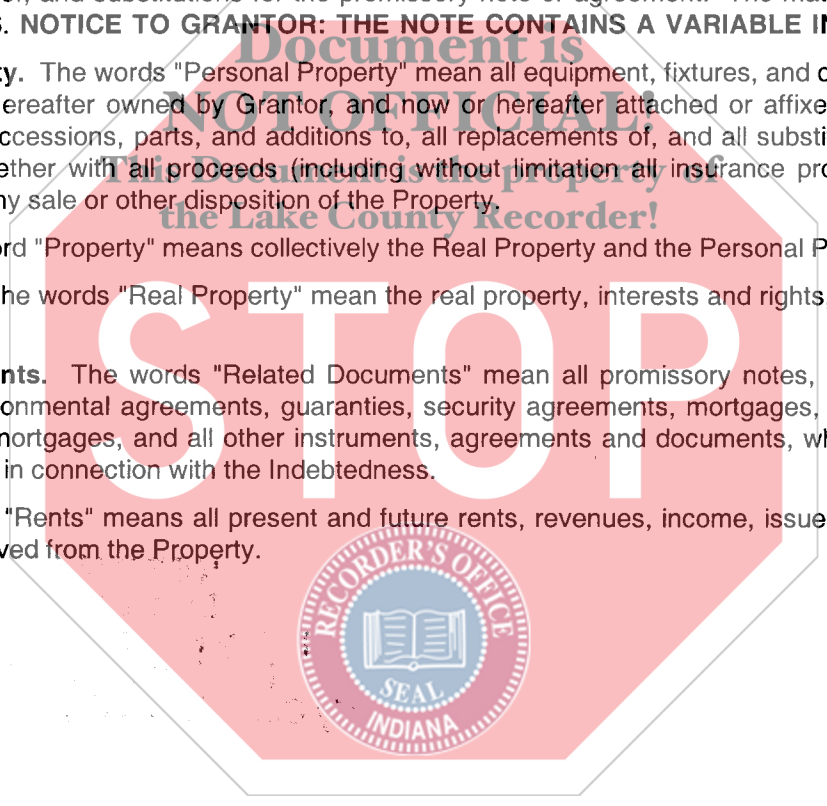 S. NOTICE TO GRANTOR: THE NOTE CONTAINS A VARIABLE IN
Document is
ty. The words "Personal Property" mean all equipment, fixtures, and
ereafter owned by Grantor, and now or hereafter attached or affixe
NOT OFFICIAL!
ccessions, parts, and additions to, all replacements of, and all substi
ether with all proceeds (including without limitation all insurance pro
This Document is the property of
ny sale or other disposition of the Property.
the Lake County Recorder!
ord "Property" means collectively the Real Property and the Personal P
he words "Real Property" mean the real property, interests and rights
STOP
nts. The words "Related Documents" mean all promissory notes,
onmental agreements, guaranties, security agreements, mortgages,
mortgages, and all other instruments, agreements and documents, wh
in connection with the Indebtedness.
"Rents" means all present and future rents, revenues, income, issue
ved from the Property.
RECORDER'S OFFICE
SEAL
INDIANA